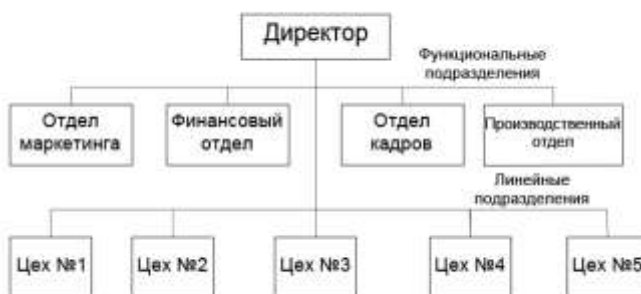 Директор
Функциональные
подразделения
Отдел
маркетинга
Финансовый
отдел
Отдел
кадров
Производственный
отдел
Линейные
подразделения
Цех №1
Цех №2
Цех №3
Цех №4
Цех №5